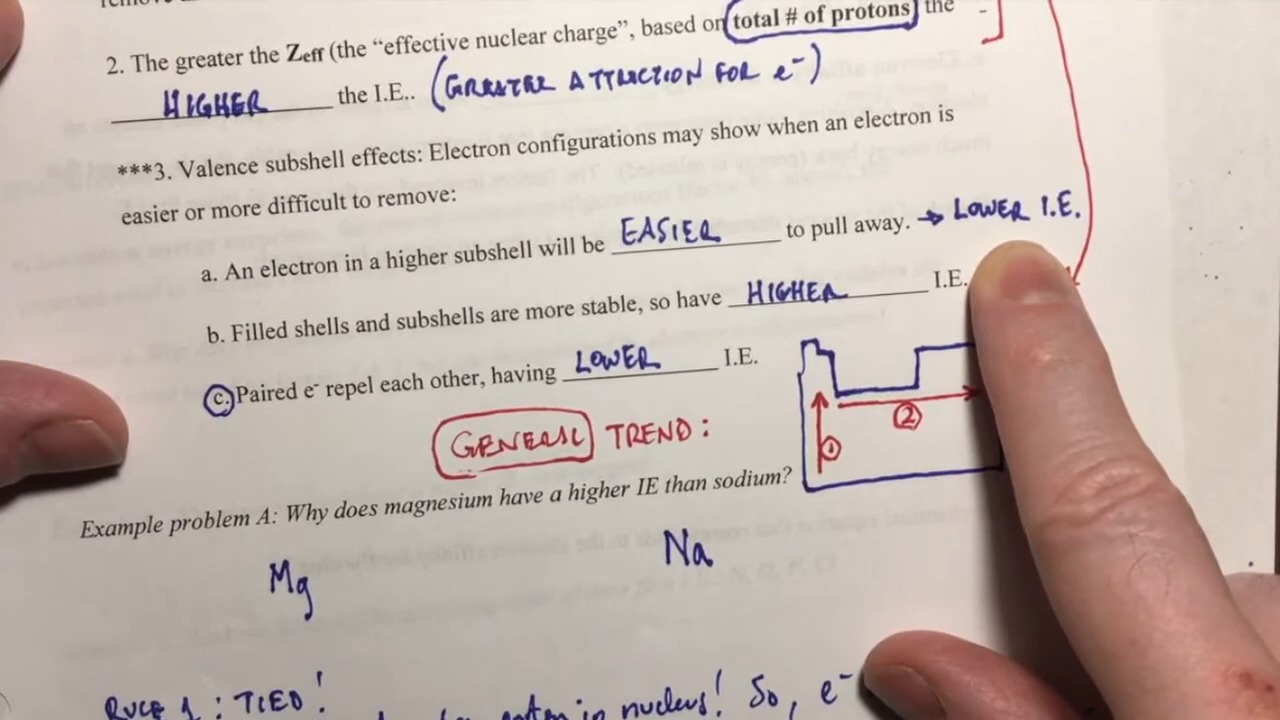 2. The greater the Zeff (the “effective nuclear charge”, based on total # of protons) the
HIGHER the I.E.. (GREATER ATTRACTION FOR e⁻)
***3. Valence subshell effects: Electron configurations may show when an electron is
easier or more difficult to remove:
a. An electron in a higher subshell will be EASIER to pull away. → LOWER I.E.
b. Filled shells and subshells are more stable, so have HIGHER I.E.
c. Paired e⁻ repel each other, having LOWER I.E.
GENERAL TREND:
① ②
Example problem A: Why does magnesium have a higher IE than sodium?
Mg Na
RULE 1: TIED!
in nucleus! So, e⁻